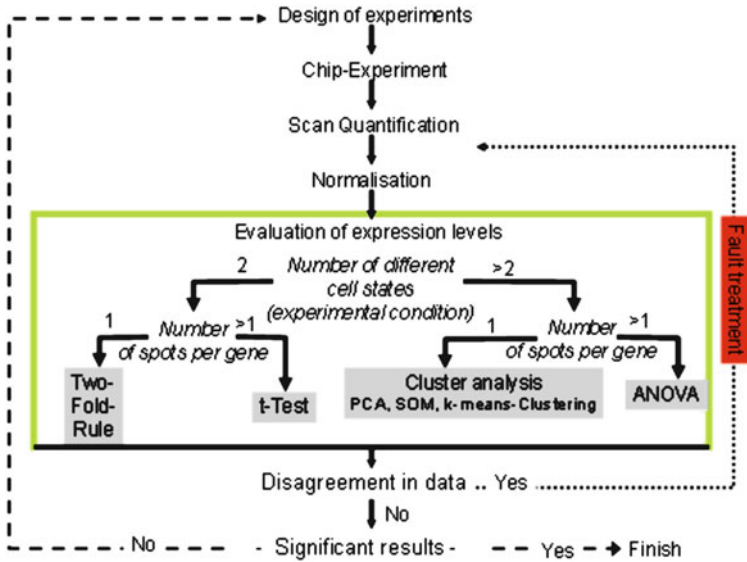 Design of experiments
Chip-Experiment
Scan Quantification
Normalisation
Evaluation of expression levels
2 Number of different >2
cell states
(experimental condition)
1 Number >1
of spots per gene
1 Number >1
of spots per gene
Two-
Fold-
Rule
t-Test
Cluster analysis
PCA, SOM, k-means-Clustering
ANOVA
Fault treatment
Disagreement in data .. Yes
No
No - Significant results - Yes Finish